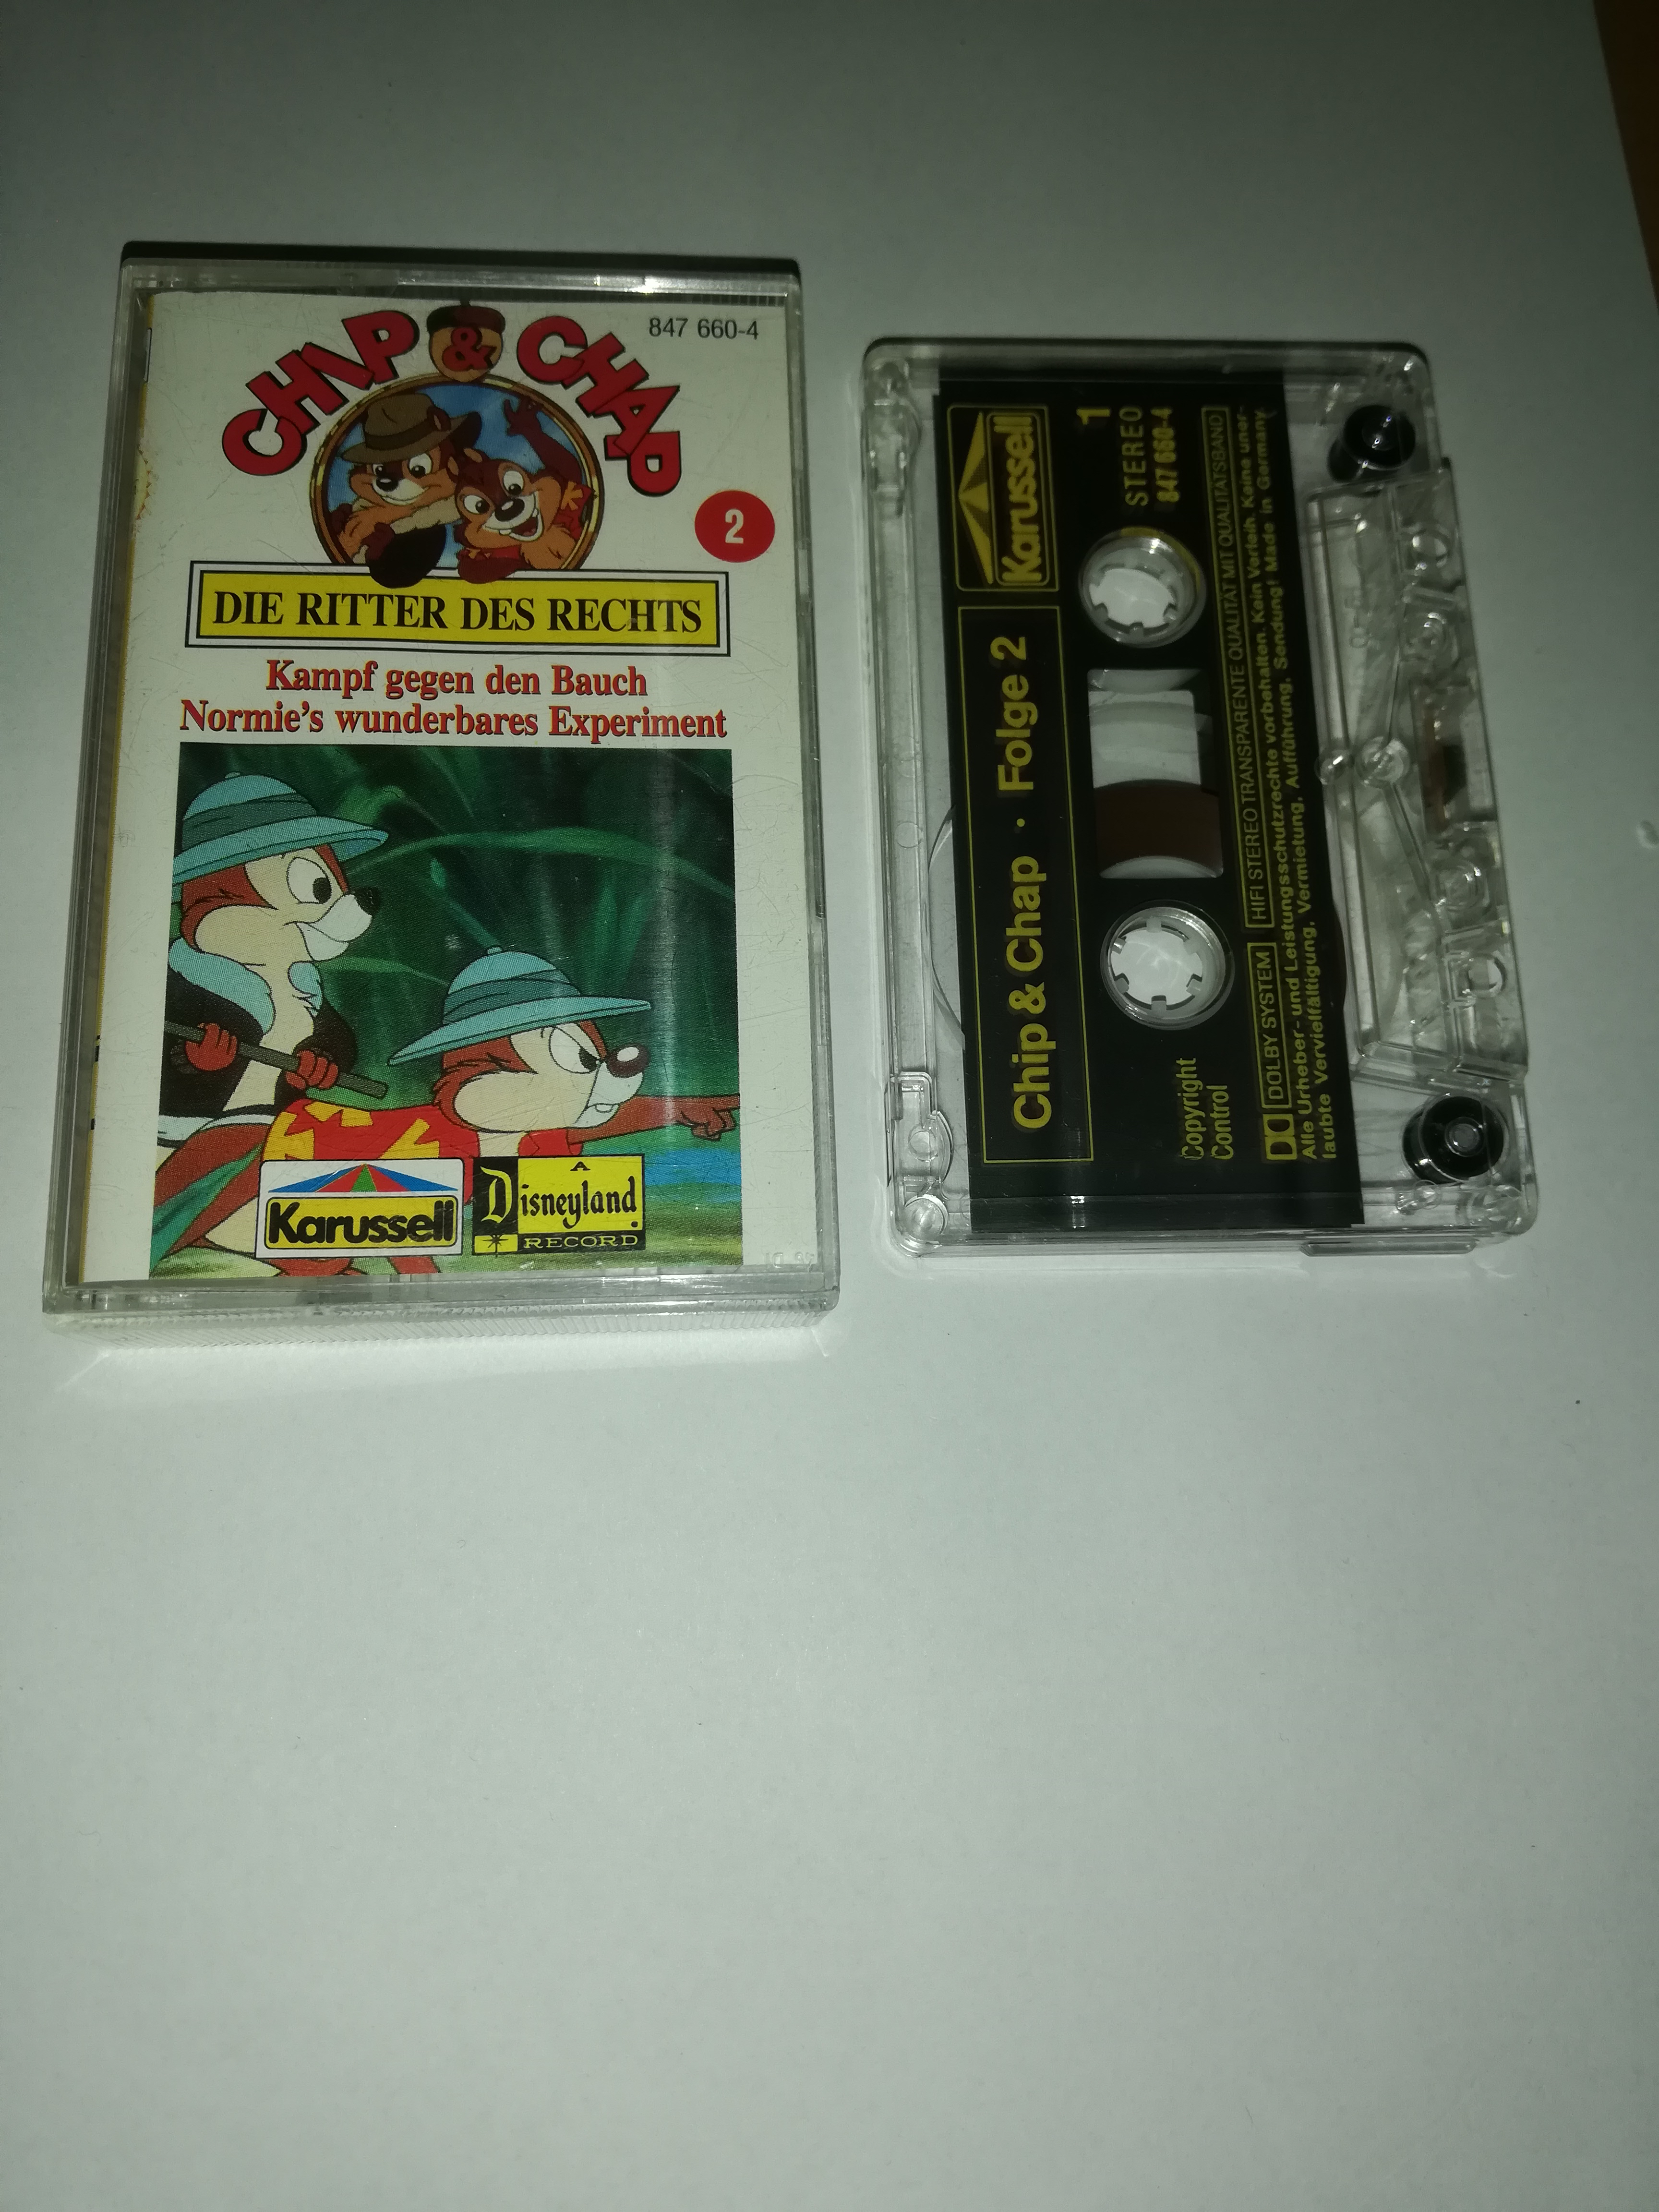 847 660-4
CHIP & CHAP
2
DIE RITTER DES RECHTS
Kampf gegen den Bauch
Normie's wunderbares Experiment
Karussell
A
Disneyland
RECORD
Karussell
Chip & Chap · Folge 2
1
STEREO
847 660-4
Copyright
Control
DOLBY SYSTEM HIFI STEREO TRANSPARENTE QUALITÄT MIT QUALITÄTSBAND
Alle Urheber- und Leistungsschutzrechte vorbehalten. Kein Verleih. Keine uner-
laubte Vervielfältigung, Vermietung, Aufführung, Sendung! Made in Germany